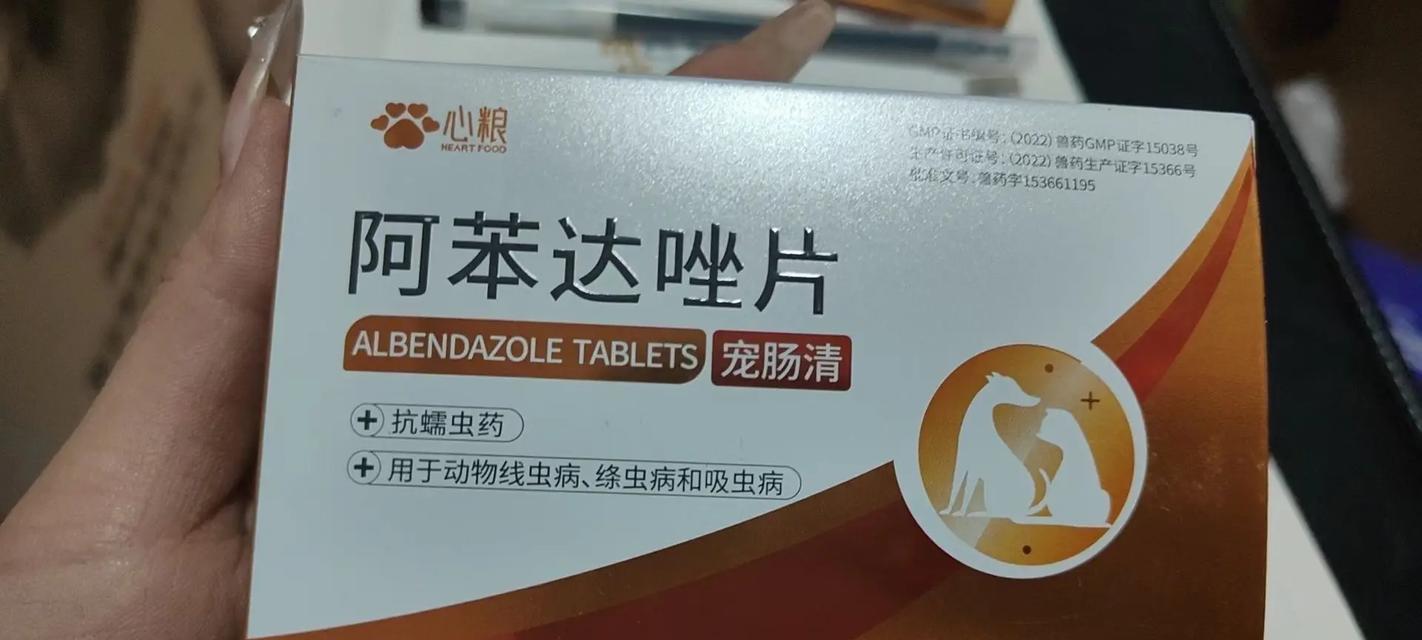 心粮
HEART FOOD
GMP证书编号:(2022)兽药GMP证字15038号
生产许可证号:(2022)兽药生产证字15366号
批准文号:兽药字153661195
阿苯达唑片
ALBENDAZOLE TABLETS 宠肠清
抗蠕虫药
用于动物线虫病、绦虫病和吸虫病